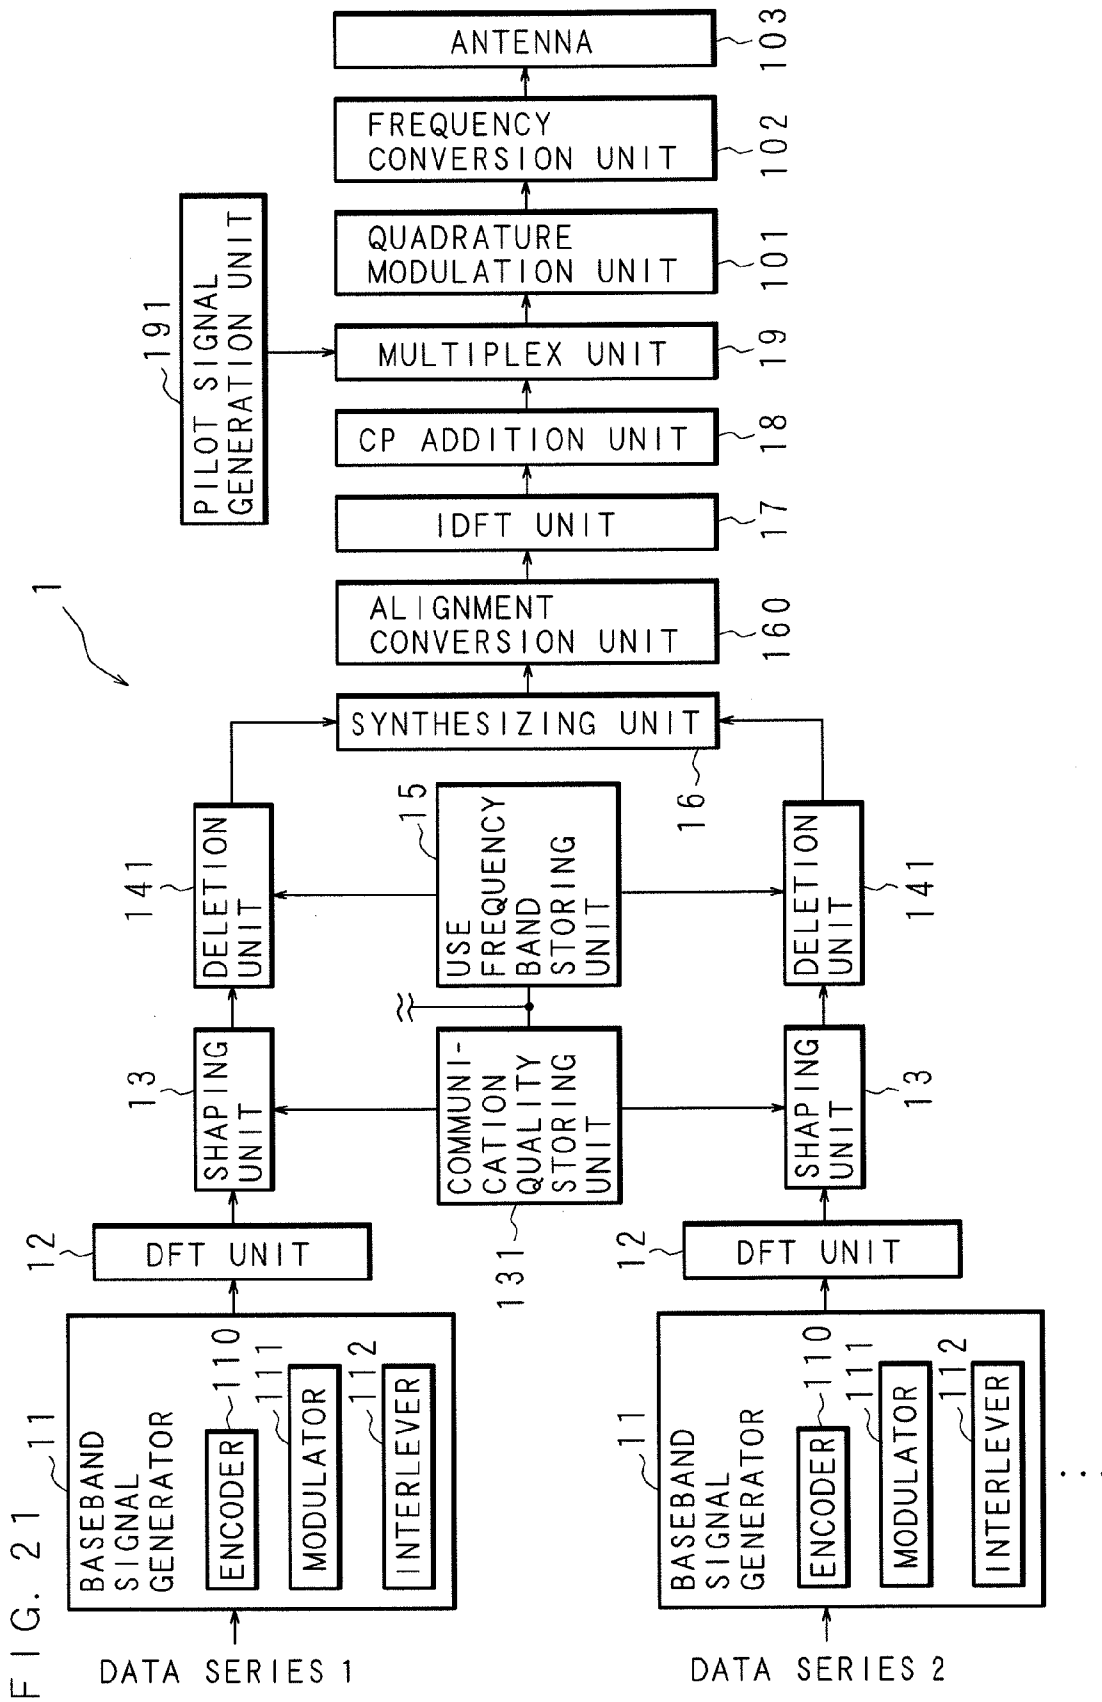 FIG. 21
1
DATA SERIES 1
11
BASEBAND
SIGNAL
GENERATOR
ENCODER
110
MODULATOR
111
INTERLEVER
112
12
DFT UNIT
13
SHAPING
UNIT
141
DELETION
UNIT
COMMUNI-
CATION
QUALITY
STORING
UNIT
131
15
USE
FREQUENCY
BAND
STORING
UNIT
DATA SERIES 2
11
BASEBAND
SIGNAL
GENERATOR
ENCODER
110
MODULATOR
111
INTERLEVER
112
12
DFT UNIT
SHAPING
UNIT
13
DELETION
UNIT
141
SYNTHESIZING UNIT
16
ALIGNMENT
CONVERSION UNIT
160
IDFT UNIT
17
CP ADDITION UNIT
18
191
PILOT SIGNAL
GENERATION UNIT
MULTIPLEX UNIT
19
QUADRATURE
MODULATION UNIT
101
FREQUENCY
CONVERSION UNIT
102
ANTENNA
103
...